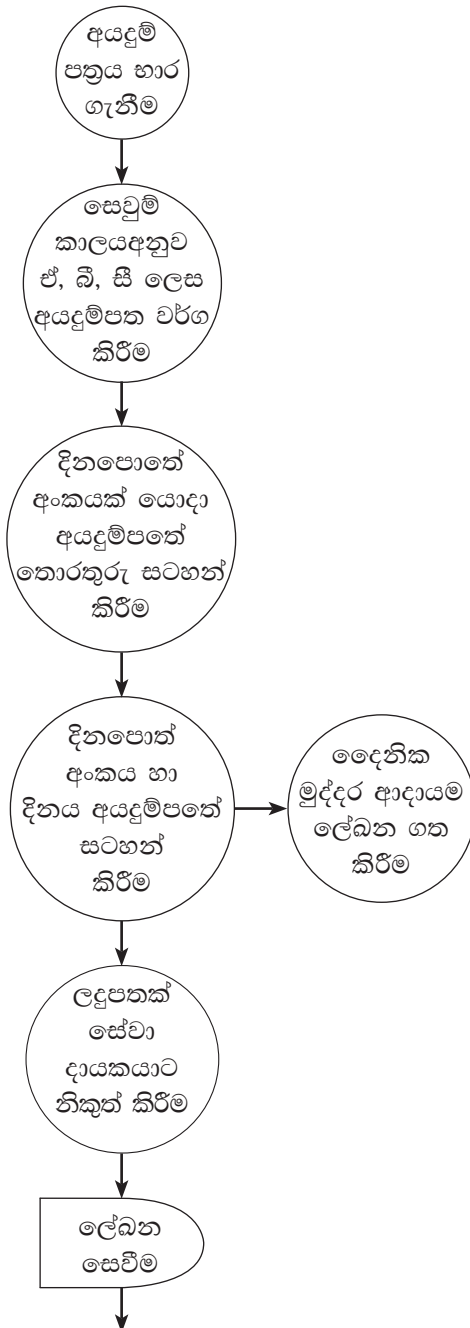 අයදුම්
පත්‍රය භාර
ගැනීම
සෙවුම්
කාලයඅනුව
ඒ, බී, සී ලෙස
අයදුම්පත වර්ග
කිරීම
දිනපොතේ
අංකයක් යොදා
අයදුම්පතේ
තොරතුරු සටහන්
කිරීම
දිනපොත්
අංකය හා
දිනය අයදුම්පතේ
සටහන්
කිරීම
දෛනික
මුද්දර ආදායම
ලේඛන ගත
කිරීම
ලදුපතක්
සේවා
දායකයාට
නිකුත් කිරීම
ලේඛන
සෙවීම